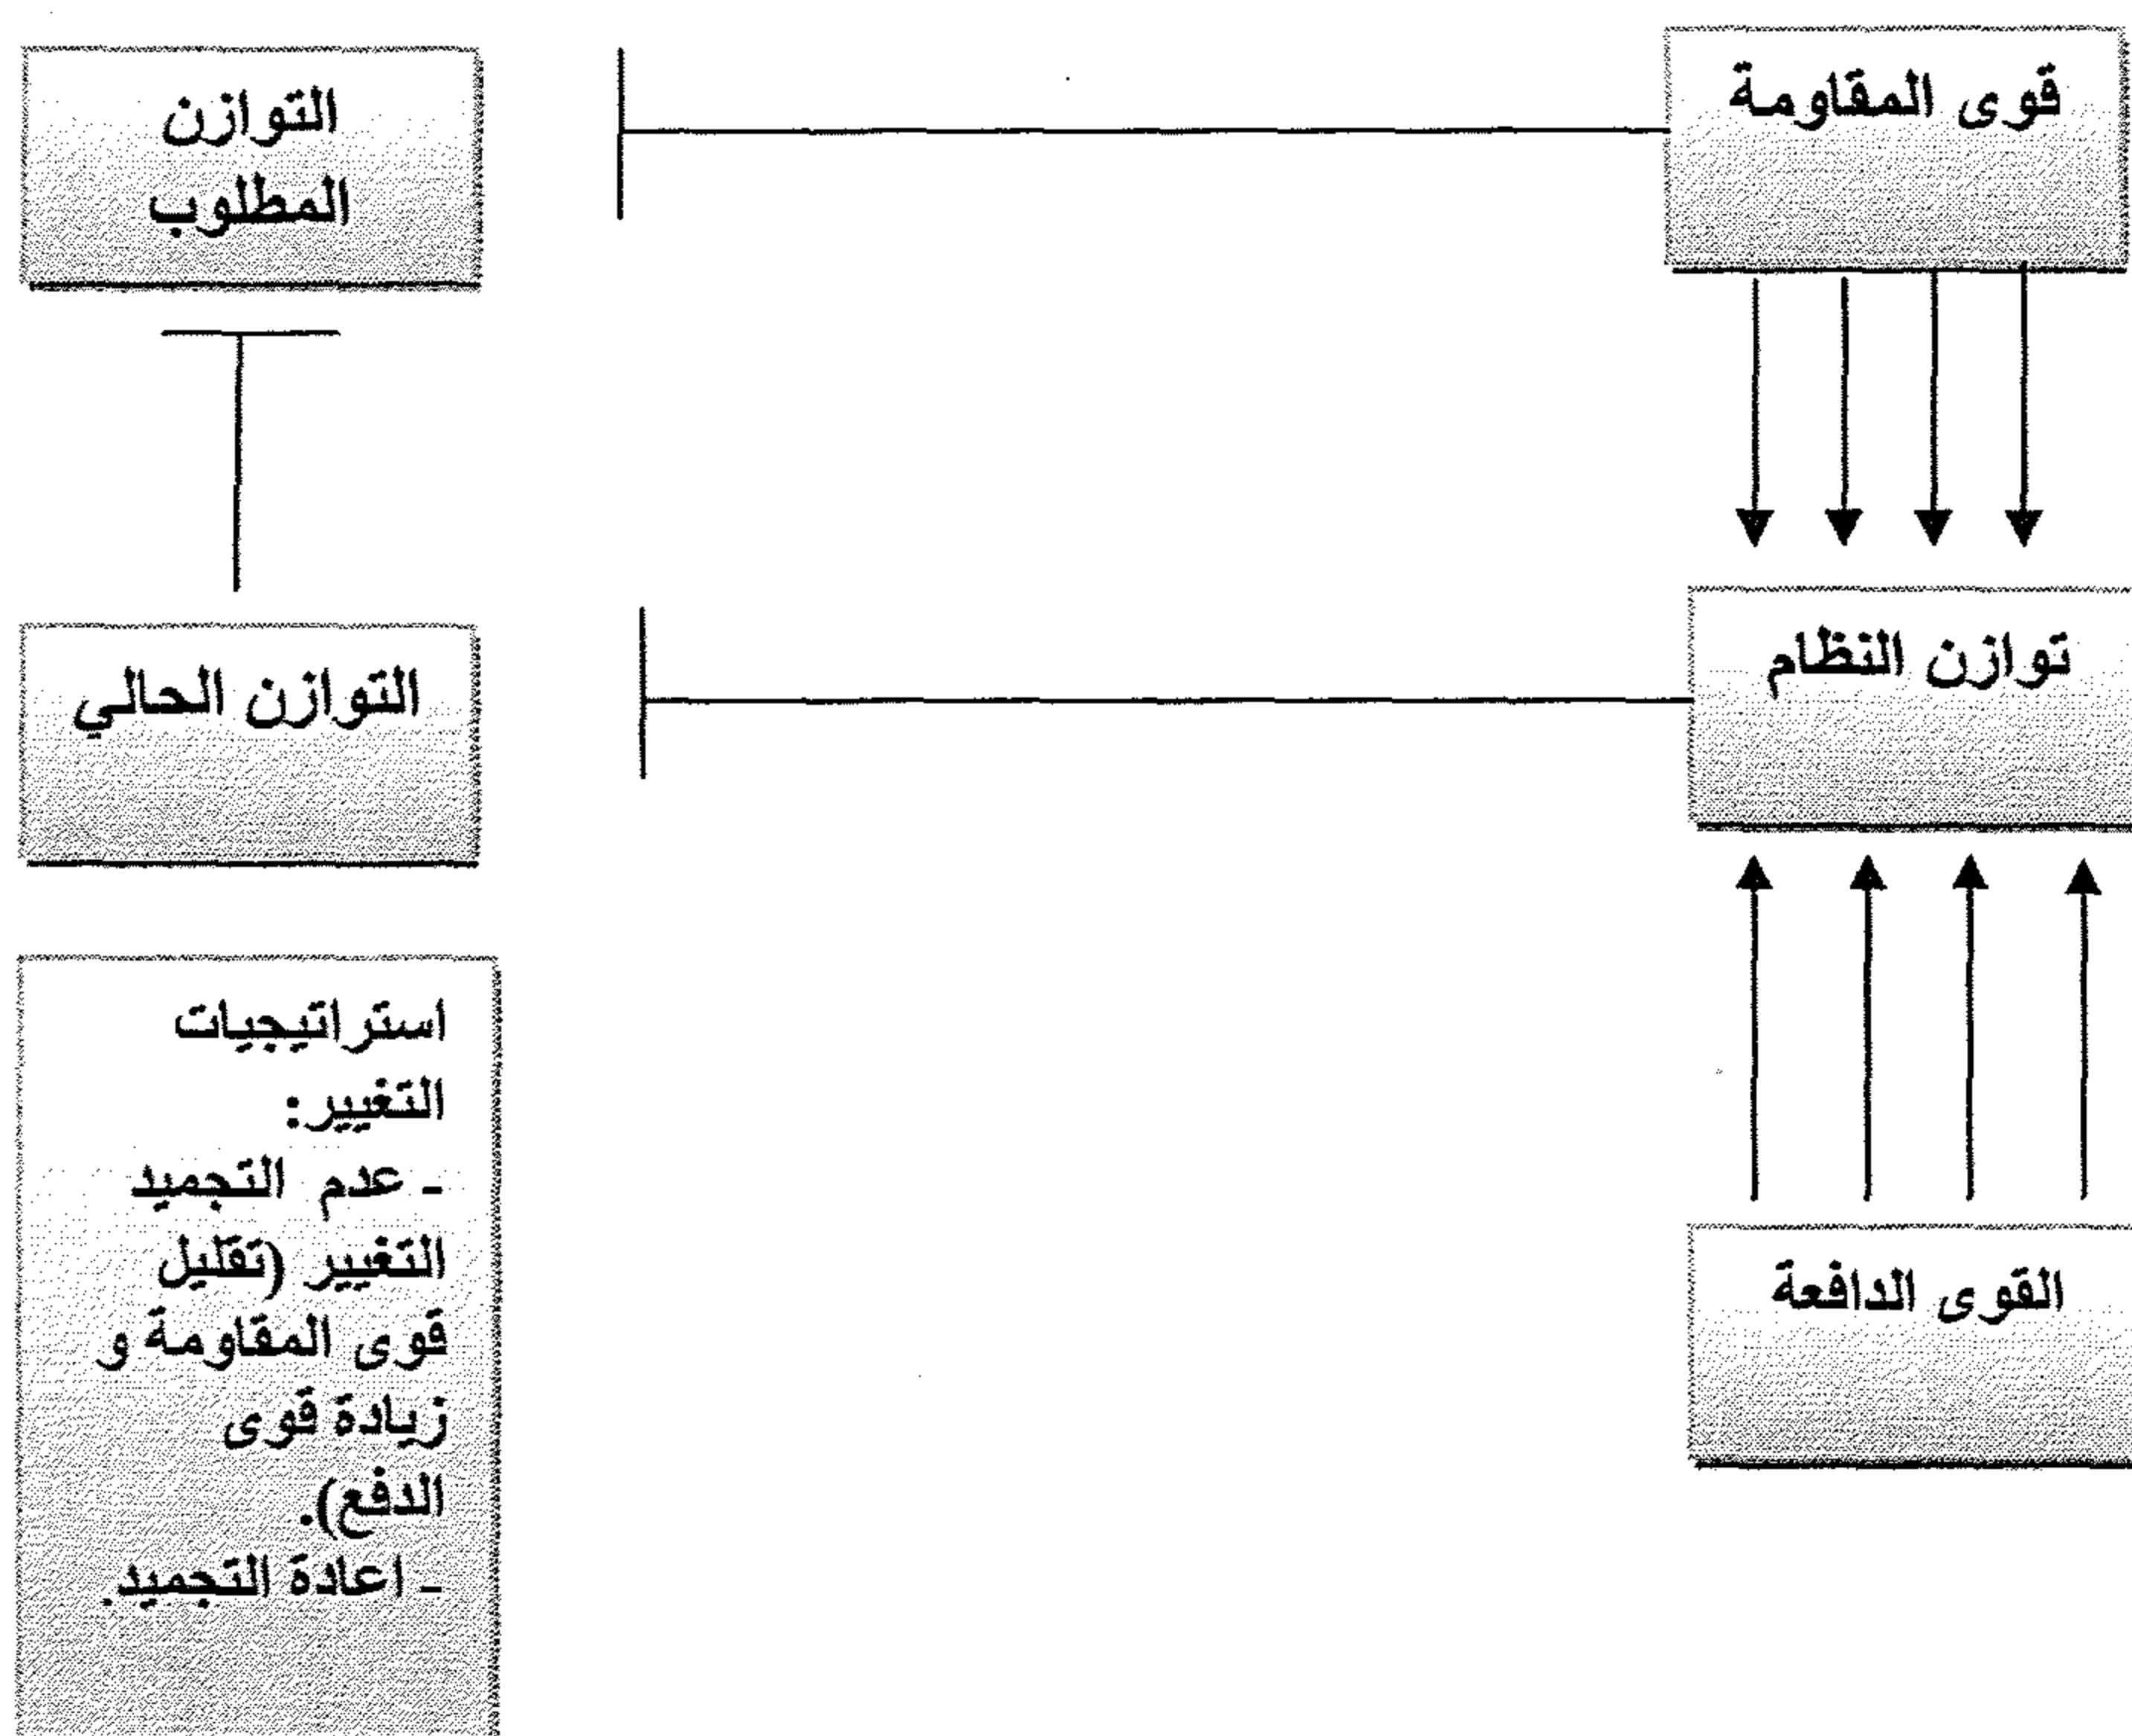 قوى المقاومة
التوازن
المطلوب
توازن النظام
التوازن الحالي
القوى الدافعة
استراتيجيات
التغيير:
- عدم التجميد
التغيير (تقليل
قوى المقاومة و
زيادة قوى
الدفع).
- اعادة التجميد.